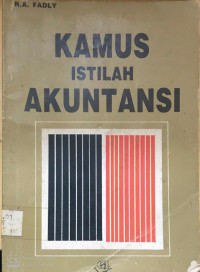 R.A. FADLY
KAMUS
ISTILAH
AKUNTANSI